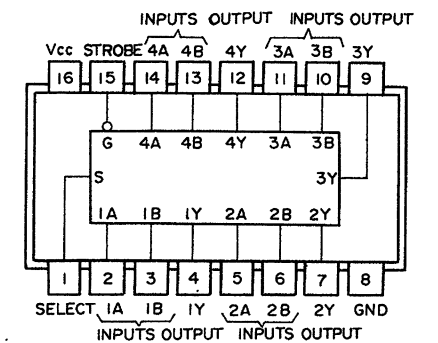 INPUTS OUTPUT INPUTS OUTPUT
Vcc STROBE 4A 4B 4Y 3A 3B 3Y
16 15 14 13 12 11 10 9
G 4A 4B 4Y 3A 3B
S 3Y
1A 1B 1Y 2A 2B 2Y
1 2 3 4 5 6 7 8
SELECT 1A 1B 1Y 2A 2B 2Y GND
INPUTS OUTPUT INPUTS OUTPUT